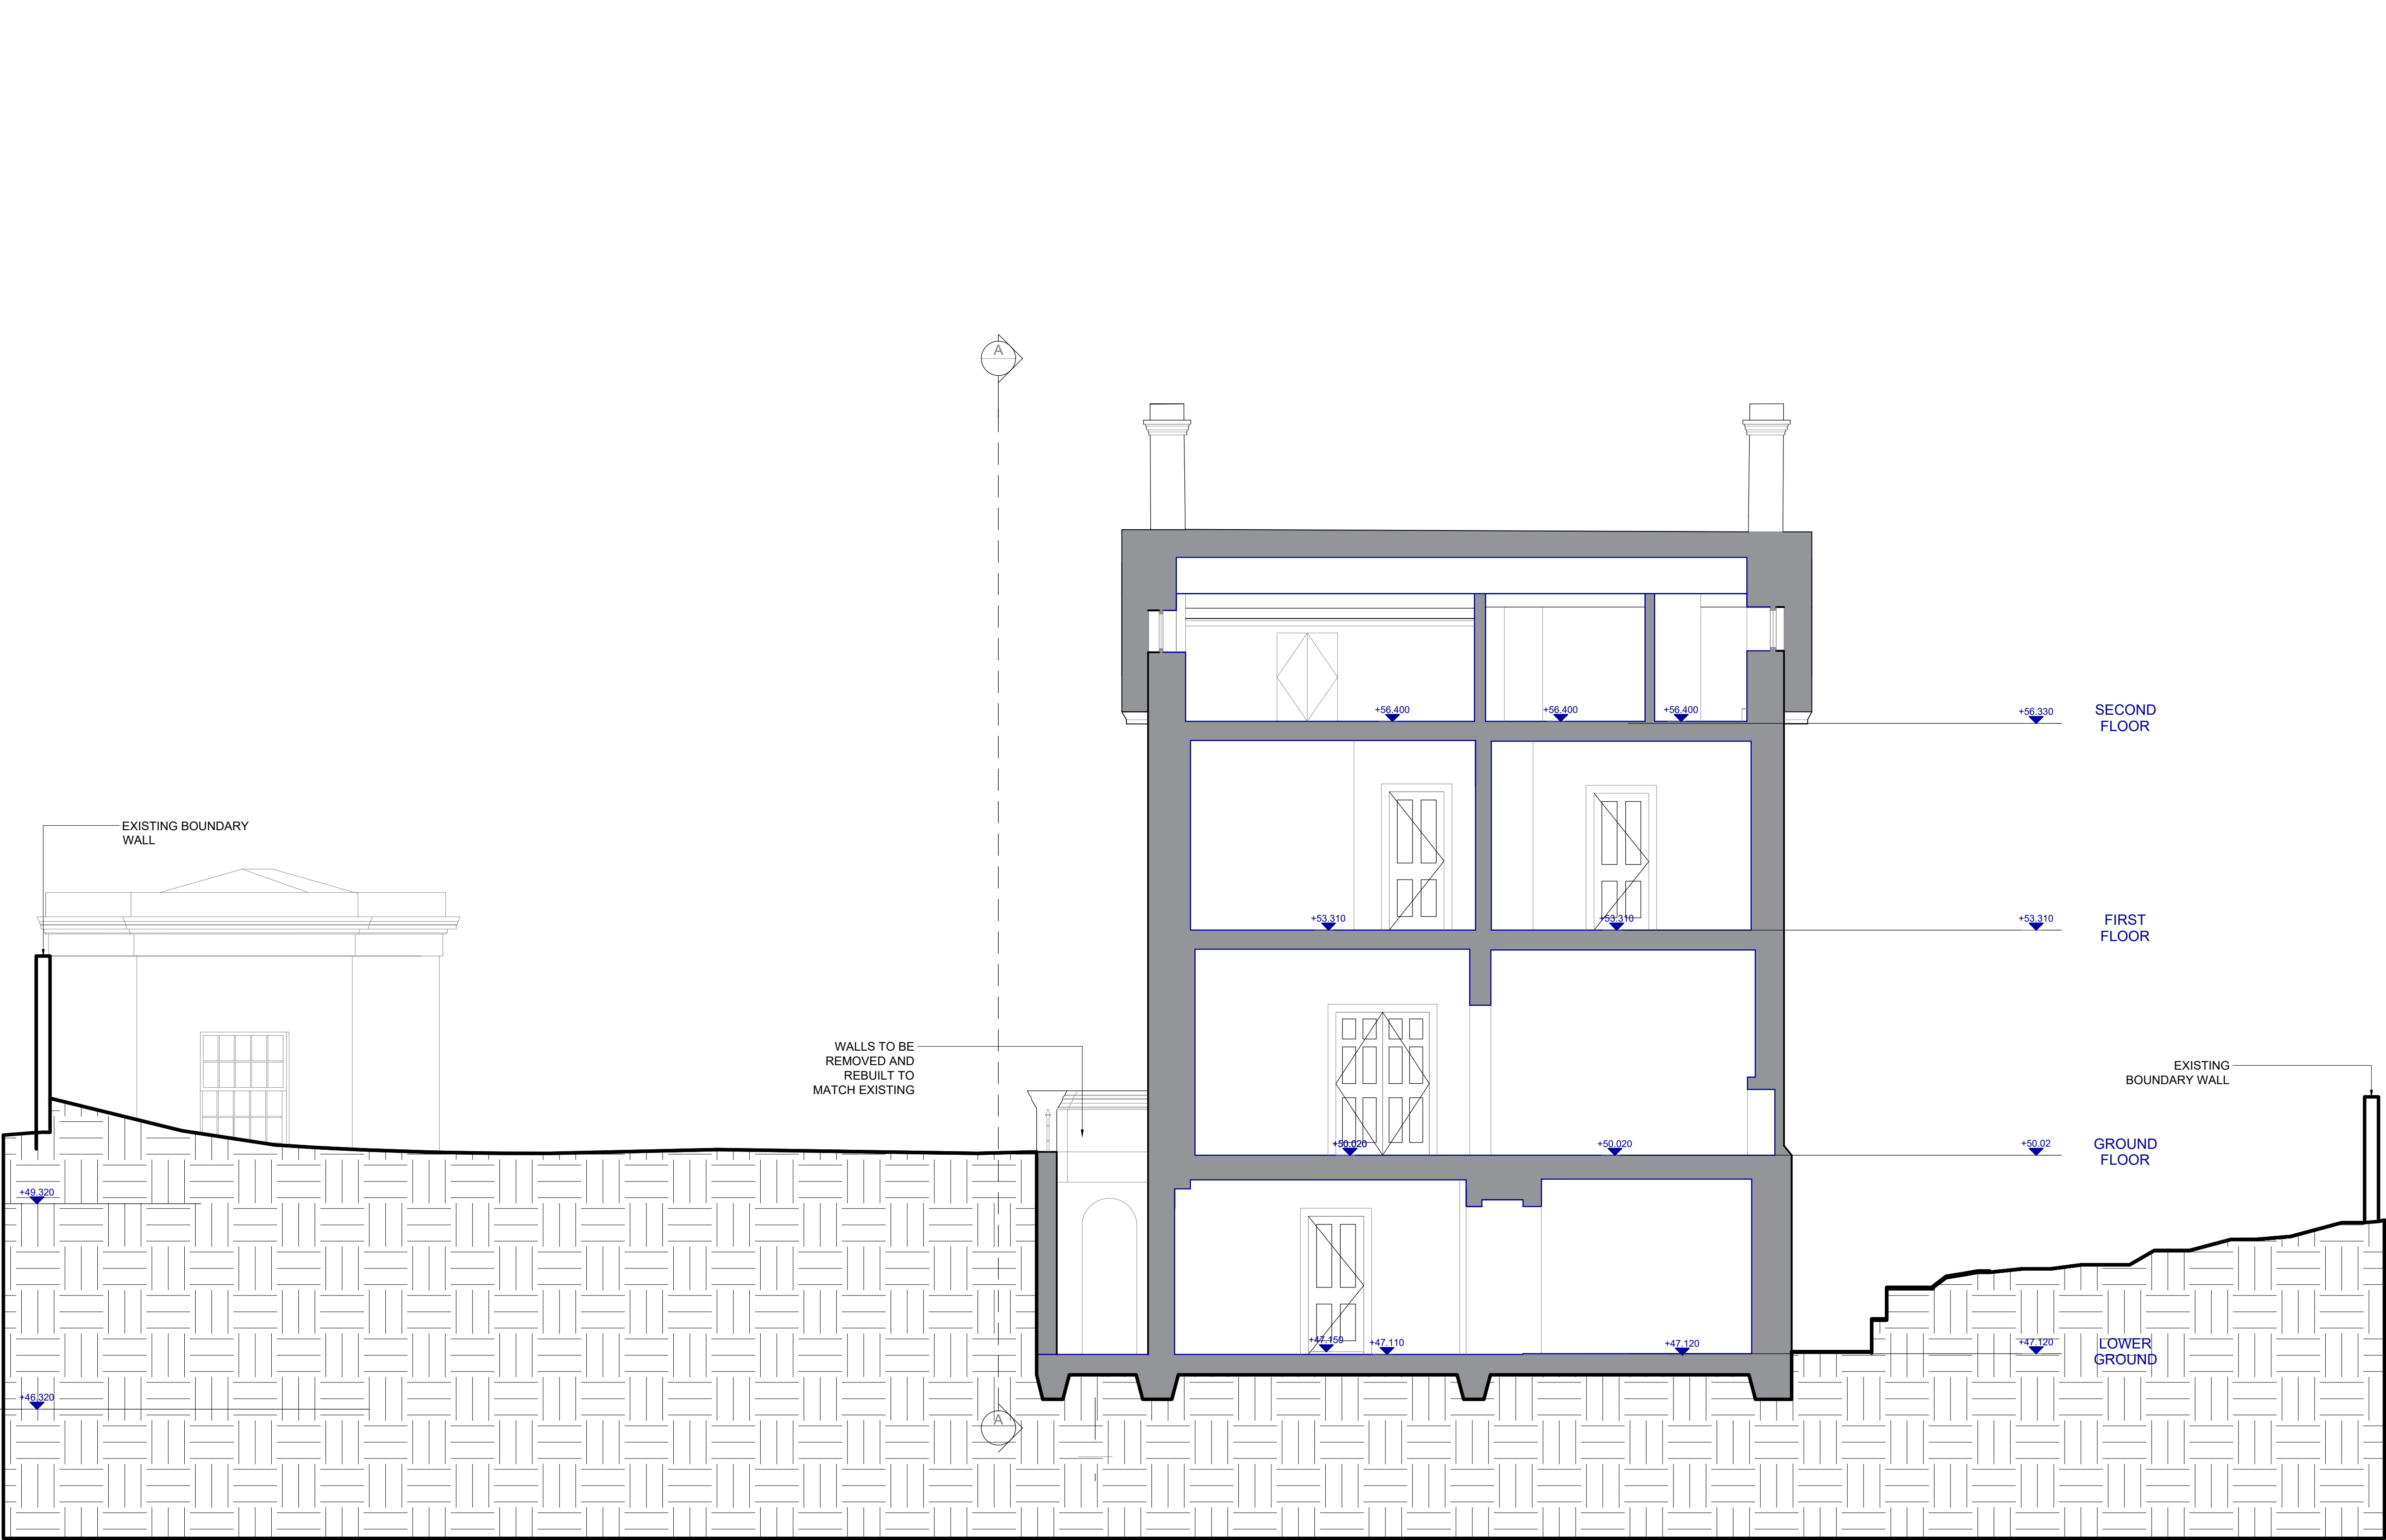 A
+56.400
+56.400
+56.400
+56.330
SECOND
FLOOR
EXISTING BOUNDARY
WALL
+53.310
+53.310
+53.310
FIRST
FLOOR
WALLS TO BE
REMOVED AND
REBUILT TO
MATCH EXISTING
EXISTING
BOUNDARY WALL
+50.020
+50.020
+50.02
GROUND
FLOOR
+49.320
+47.150
+47.110
+47.120
+47.120
LOWER
GROUND
+46.320
A